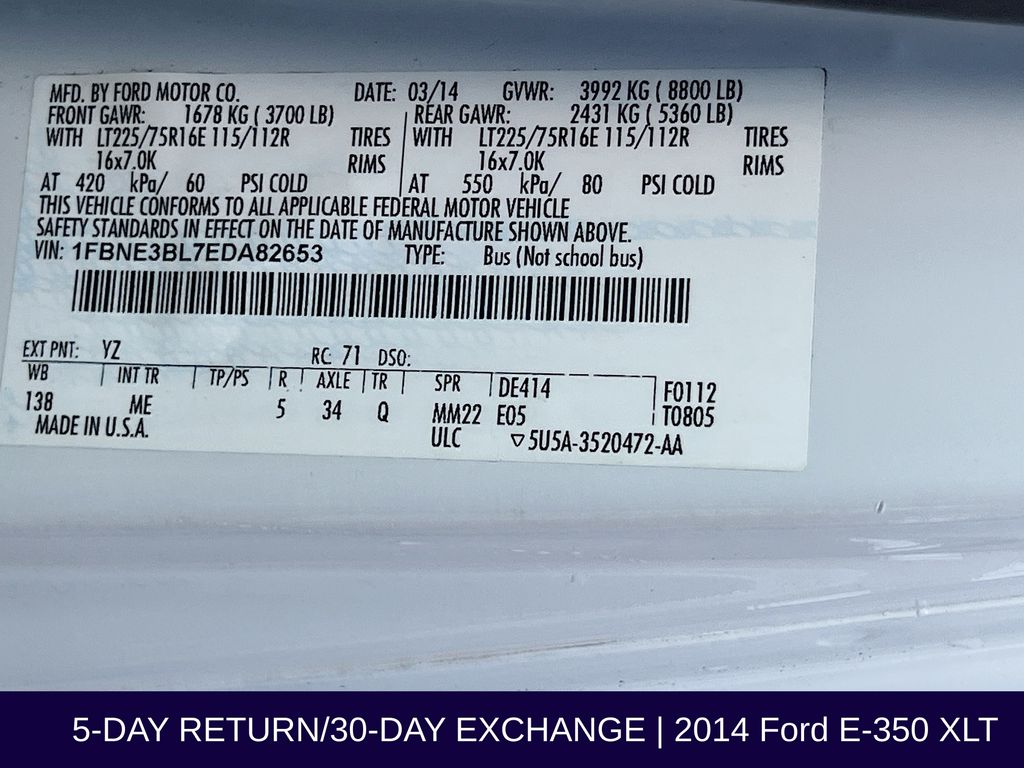 MFD. BY FORD MOTOR CO. DATE: 03/14 GVWR: 3992 KG ( 8800 LB)
FRONT GAWR: 1678 KG ( 3700 LB) REAR GAWR: 2431 KG ( 5360 LB)
WITH LT225/75R16E 115/112R TIRES WITH LT225/75R16E 115/112R TIRES
16x7.0K RIMS 16x7.0K RIMS
AT 420 kPa/ 60 PSI COLD AT 550 kPa/ 80 PSI COLD
THIS VEHICLE CONFORMS TO ALL APPLICABLE FEDERAL MOTOR VEHICLE
SAFETY STANDARDS IN EFFECT ON THE DATE OF MANUFACTURE SHOWN ABOVE.
VIN: 1FBNE3BL7EDA82653 TYPE: Bus (Not school bus)
EXT PNT: YZ RC: 71 DSO:
WB INT TR TP/PS R AXLE TR SPR DE414 F0112
138 ME 5 34 Q MM22 E05 T0805
MADE IN U.S.A. ULC ▽5U5A-3520472-AA
5-DAY RETURN/30-DAY EXCHANGE | 2014 Ford E-350 XLT